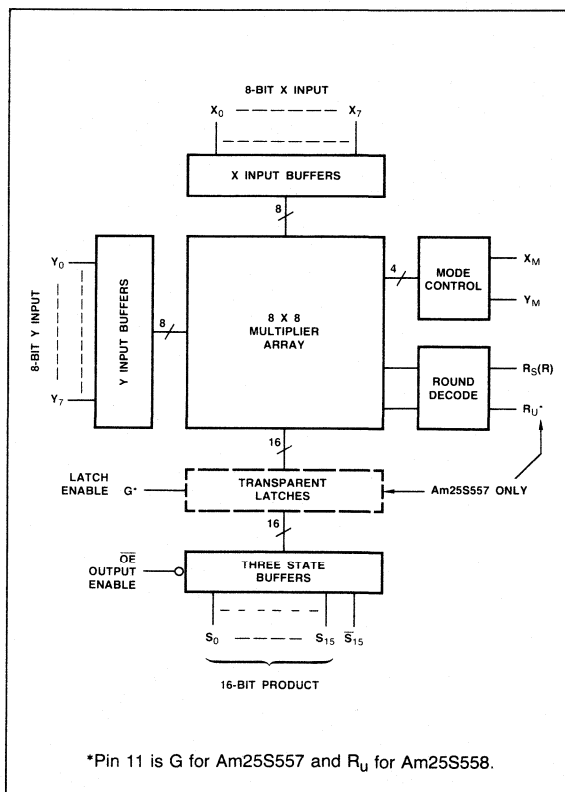 8-BIT X INPUT
X0 X7
X INPUT BUFFERS
8
8-BIT Y INPUT
Y0
Y7
Y INPUT BUFFERS
8
8 X 8
MULTIPLIER
ARRAY
4
MODE
CONTROL
XM
YM
ROUND
DECODE
RS(R)
RU*
16
LATCH
ENABLE G*
TRANSPARENT
LATCHES
Am25S557 ONLY
16
OE
OUTPUT
ENABLE
THREE STATE
BUFFERS
S0 S15 S15
16-BIT PRODUCT
*Pin 11 is G for Am25S557 and Ru for Am25S558.